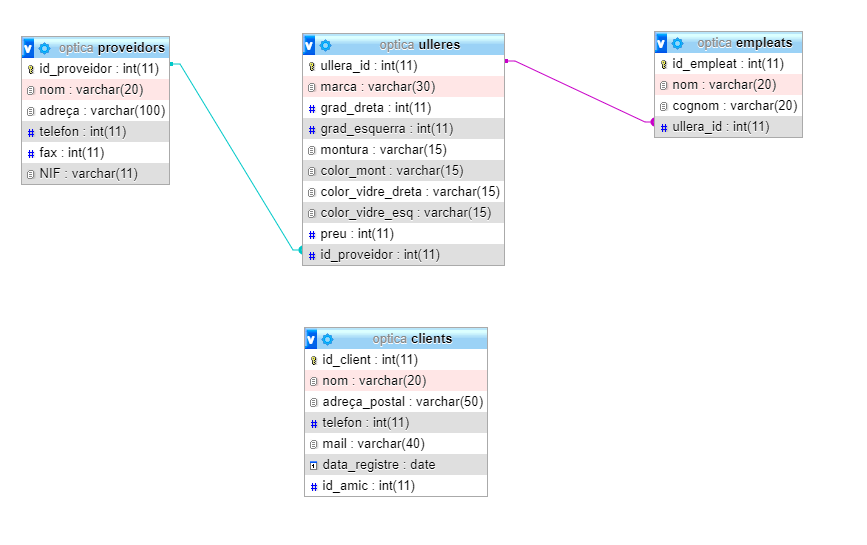 optica proveidors
id_proveidor : int(11)
nom : varchar(20)
adreça : varchar(100)
telefon : int(11)
fax : int(11)
NIF : varchar(11)
optica ulleres
ullera_id : int(11)
marca : varchar(30)
grad_dreta : int(11)
grad_esquerra : int(11)
montura : varchar(15)
color_mont : varchar(15)
color_vidre_dreta : varchar(15)
color_vidre_esq : varchar(15)
preu : int(11)
id_proveidor : int(11)
optica empleats
id_empleat : int(11)
nom : varchar(20)
cognom : varchar(20)
ullera_id : int(11)
optica clients
id_client : int(11)
nom : varchar(20)
adreça_postal : varchar(50)
telefon : int(11)
mail : varchar(40)
data_registre : date
id_amic : int(11)